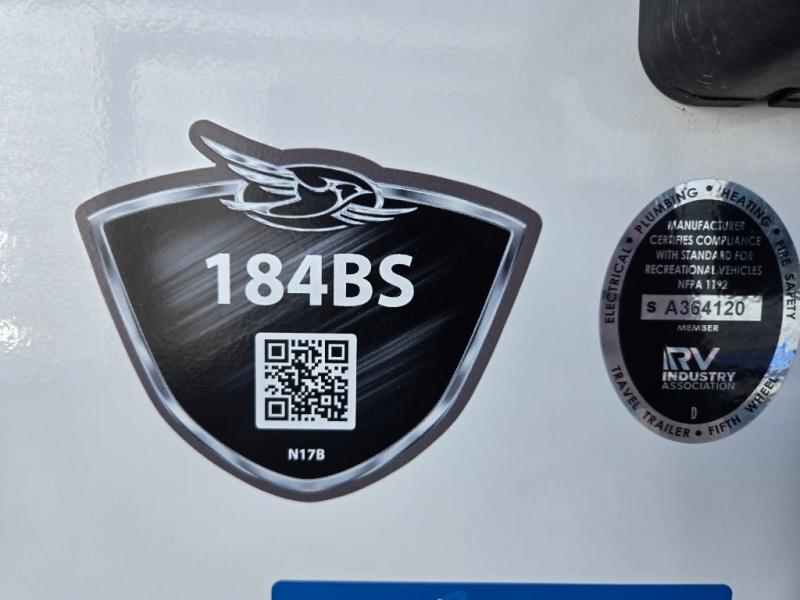 184BS
N17B
ELECTRICAL • PLUMBING • HEATING • FIRE SAFETY
MANUFACTURER
CERTIFIES COMPLIANCE
WITH STANDARD FOR
RECREATIONAL VEHICLES
NFPA 1192
S A364120
MEMBER
RV
INDUSTRY
ASSOCIATION
D
TRAVEL TRAILER • FIFTH WHEEL